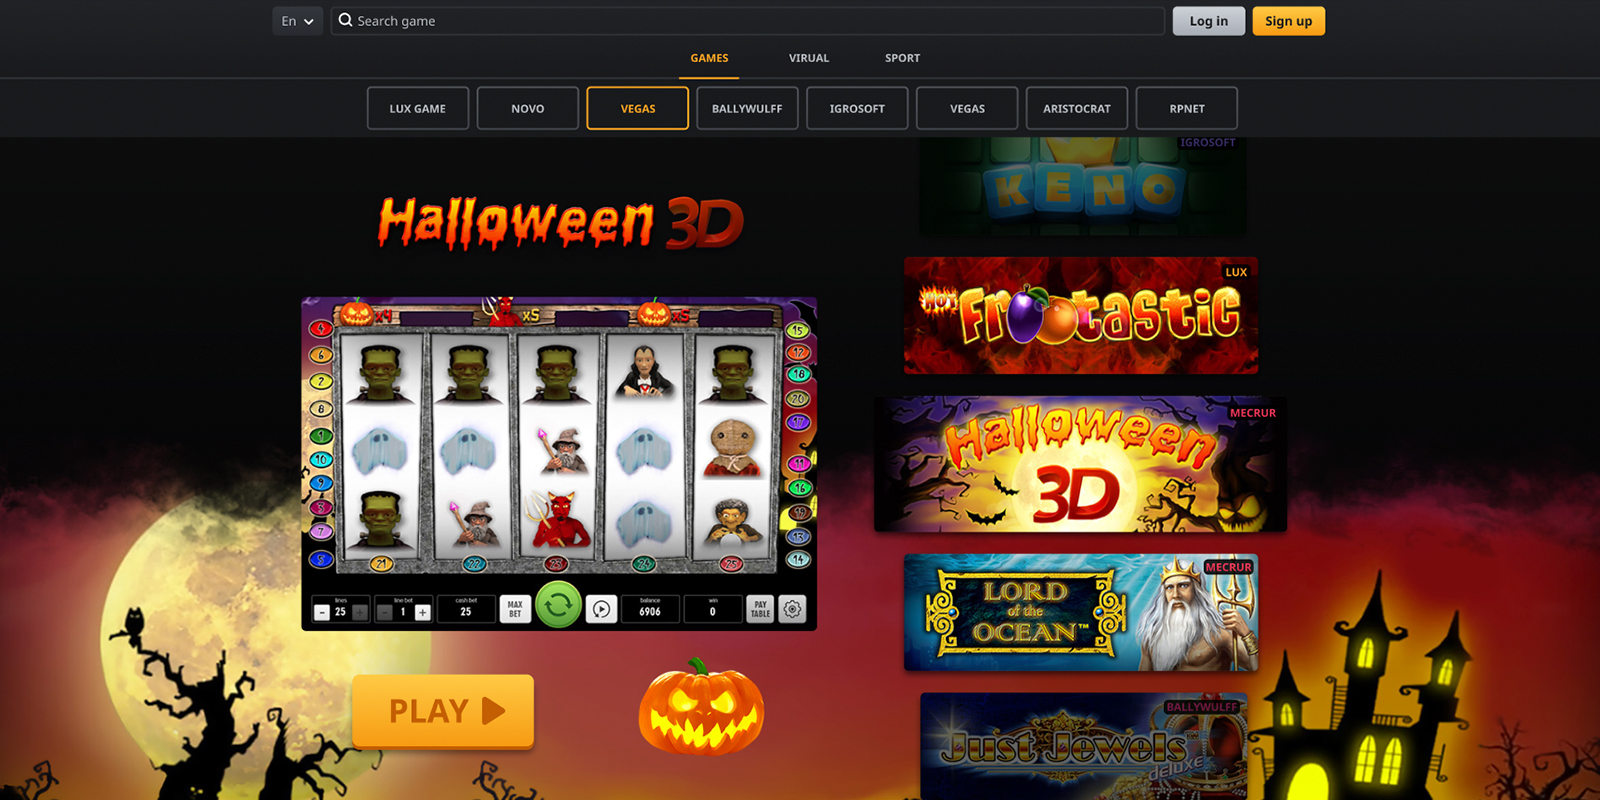 En
Search game
Log in
Sign up
GAMES
VIRUAL
SPORT
LUX GAME
NOVO
VEGAS
BALLYWULFF
IGROSOFT
VEGAS
ARISTOCRAT
RPNET
Halloween 3D
x4
x5
x5
4
6
2
8
1
10
9
3
7
5
15
12
18
20
17
11
16
19
13
14
21
22
23
24
25
lines
- 25 +
line bet
- 1 +
cash bet
25
MAX
BET
balance
6906
win
0
PAY
TABLE
PLAY
IGROSOFT
KENO
LUX
HOT
Frootastic
MECRUR
Halloween
3D
MECRUR
LORD
of the
OCEAN™
BALLYWULFF
Just Jewels
deluxe